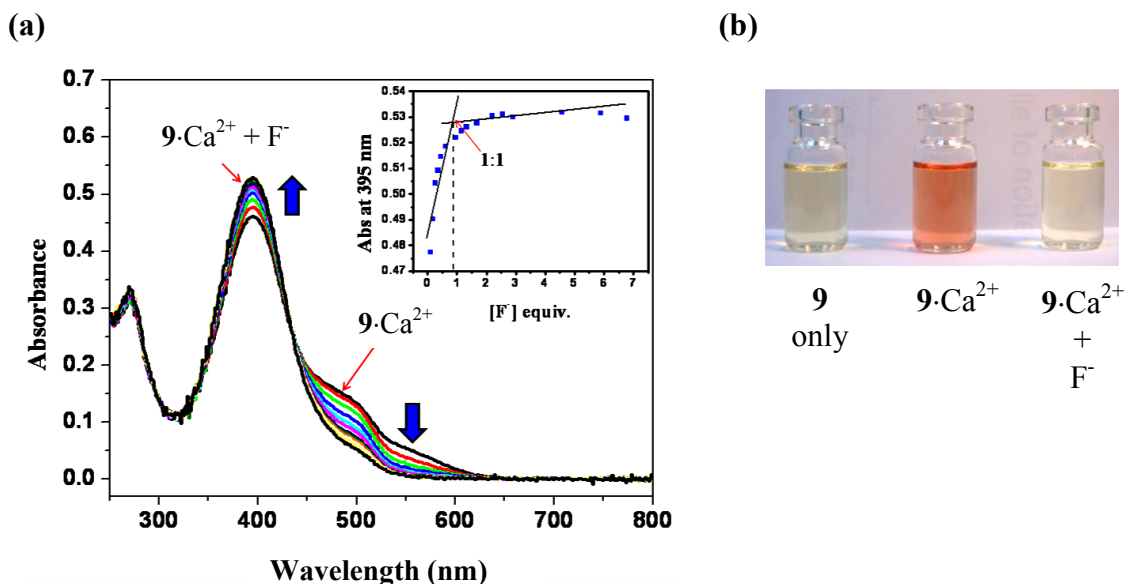 (a)
(b)
0.7
0.6
0.5
0.4
0.3
0.2
0.1
0.0
Absorbance
300 400 500 600 700 800
Wavelength (nm)
9·Ca²⁺ + F⁻
9·Ca²⁺
0.54
0.53
0.52
0.51
0.50
0.49
0.48
0.47
Abs at 395 nm
0 1 2 3 4 5 6 7
[F⁻] equiv.
1:1
9
only
9·Ca²⁺
9·Ca²⁺
+
F⁻